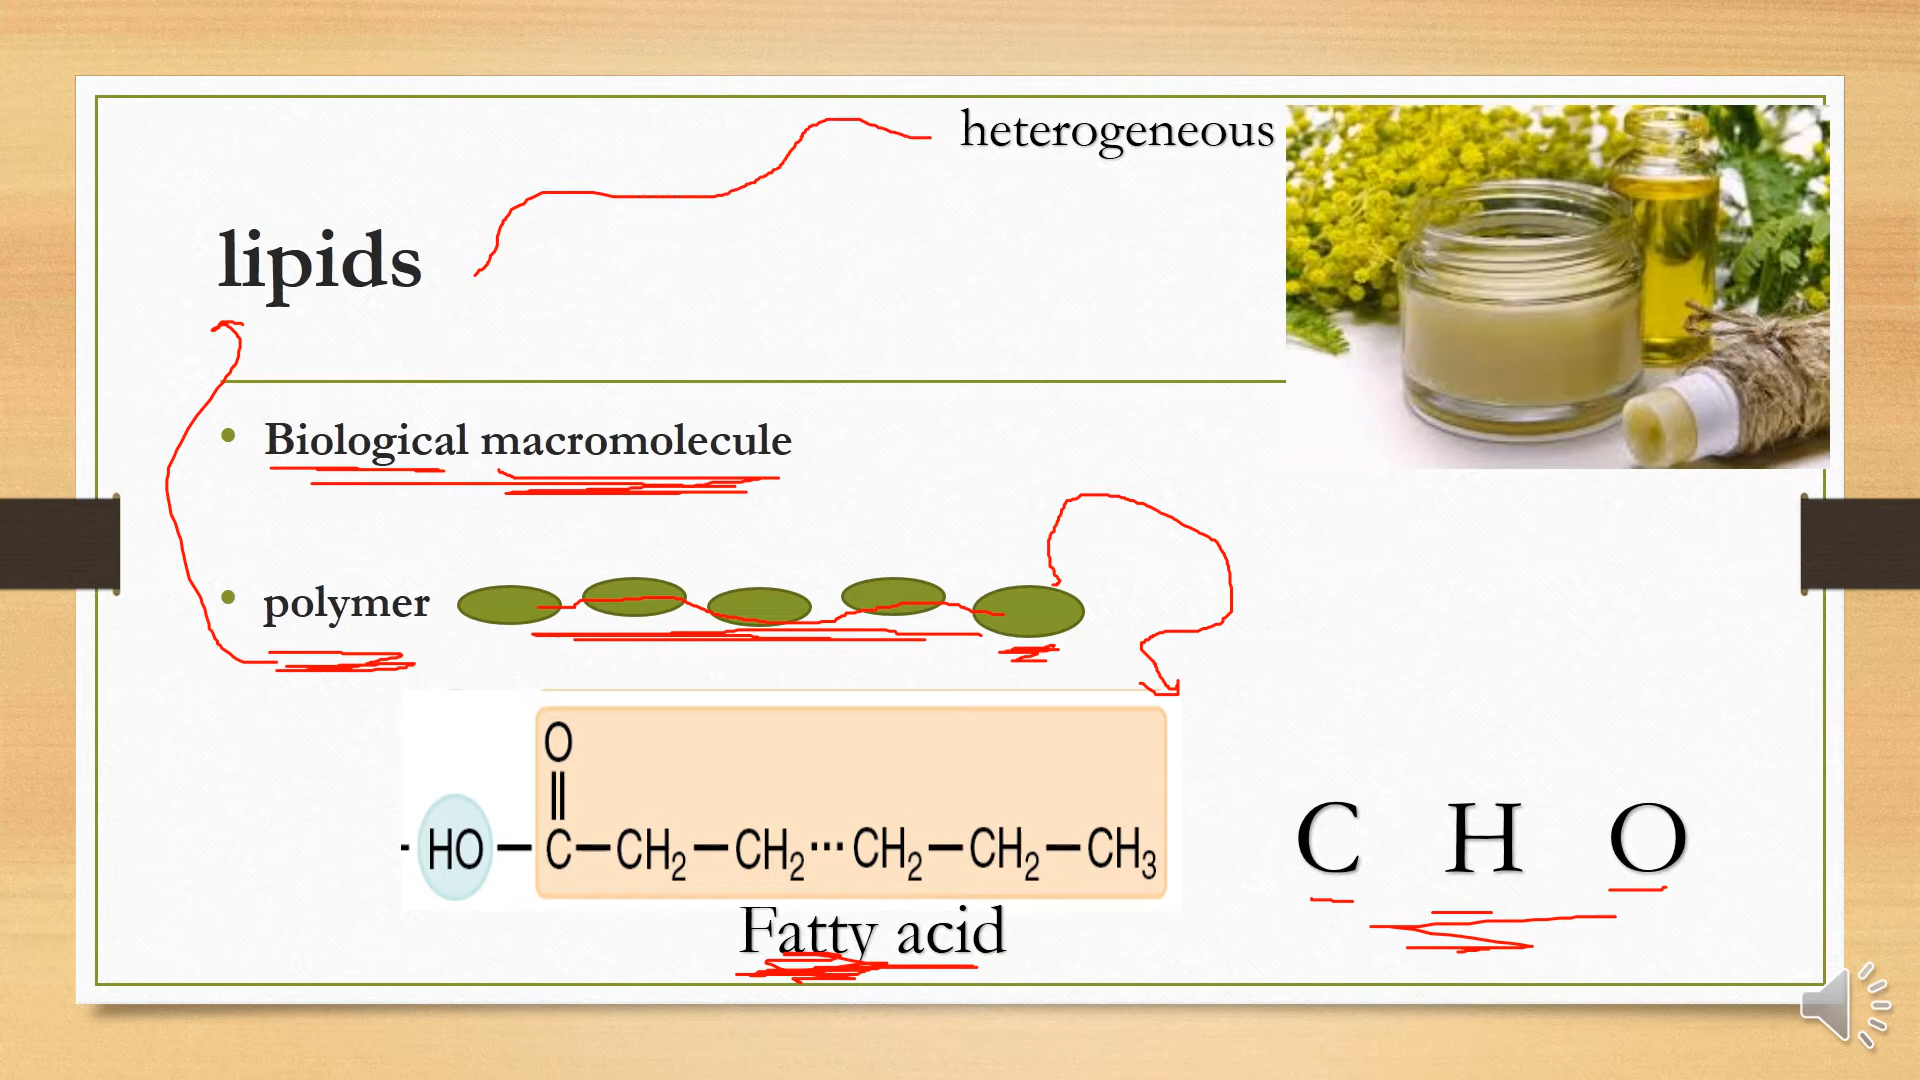 heterogeneous
lipids
• Biological macromolecule
• polymer
O
HO—C—CH₂—CH₂···CH₂—CH₂—CH₃
Fatty acid
C H O